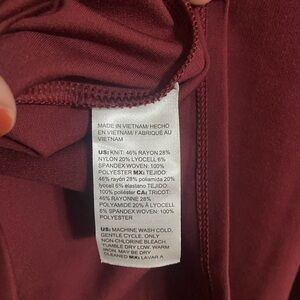 MADE IN VIETNAM/ HECHO
EN VIETNAM/ FABRIQUÉ AU
VIETNAM
US: KNIT: 46% RAYON 28%
NYLON 20% LYOCELL 6%
SPANDEX WOVEN: 100%
POLYESTER MX: TEJIDO:
46% rayón 28% poliamida 20%
lyocell 6% elastano TEJIDO:
100% poliéster CA: TRICOT:
46% RAYONNE 28%
POLYAMIDE 20% LYOCELL
6% SPANDEX WOVEN: 100%
POLYESTER
US: MACHINE WASH COLD,
GENTLE CYCLE, ONLY
NON-CHLORINE BLEACH
TUMBLE DRY LOW. WARM
IRON. MAY BE DRY
CLEANED MX: LAVAR A